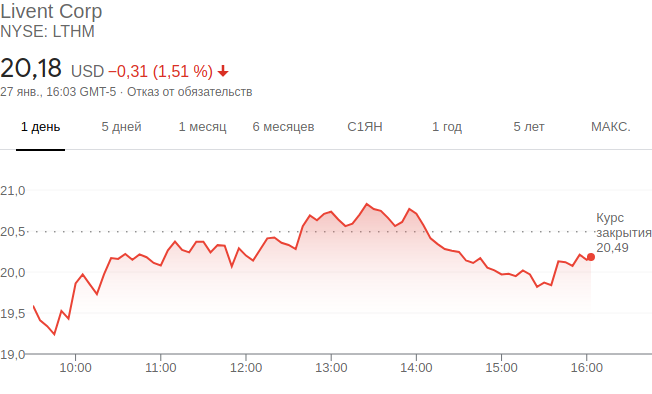 Livent Corp
NYSE: LTHM
20,18 USD −0,31 (1,51 %)
27 янв., 16:03 GMT-5 · Отказ от обязательств
1 день 5 дней 1 месяц 6 месяцев С1ЯН 1 год 5 лет МАКС.
21,0
20,5
20,0
19,5
19,0
Курс
закрытия
20,49
10:00 11:00 12:00 13:00 14:00 15:00 16:00